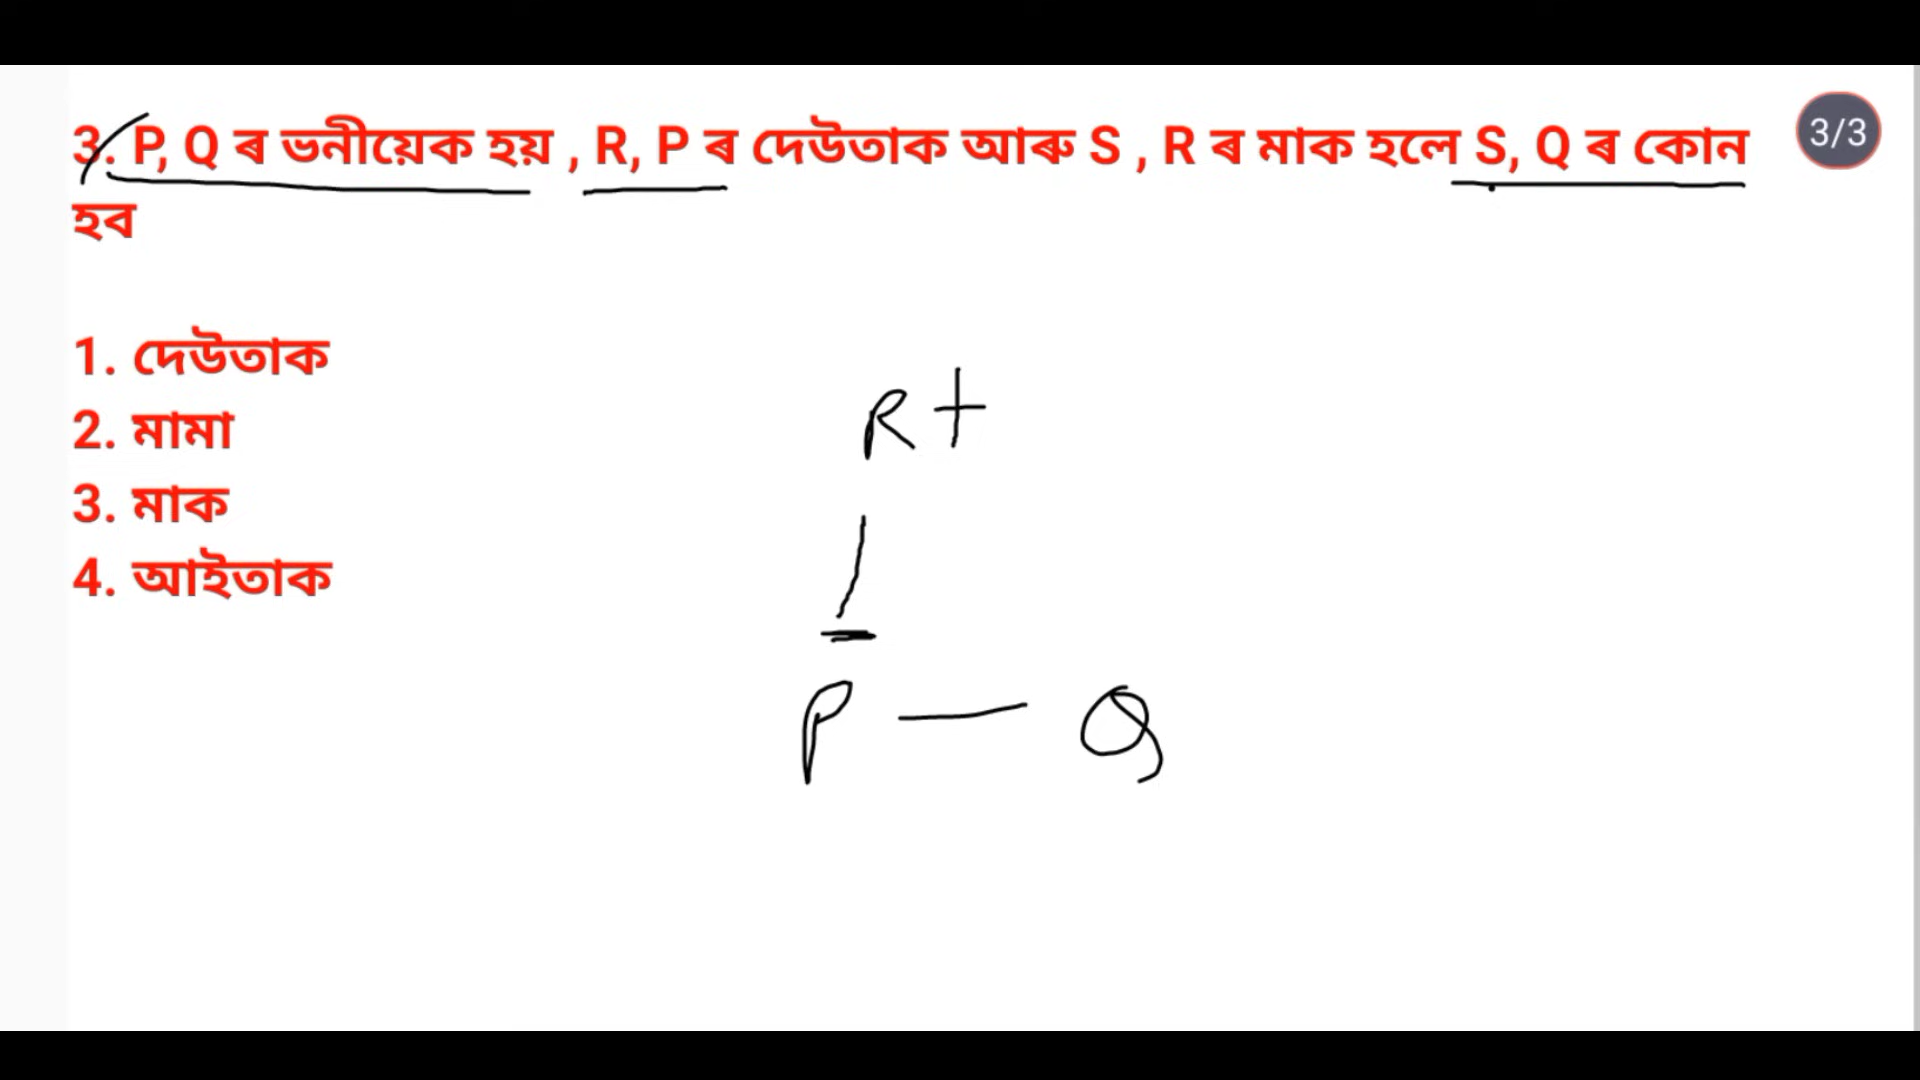 3. P, Q ৰ ভনীয়েক হয় , R, P ৰ দেউতাক আৰু S , R ৰ মাক হলে S, Q ৰ কোন
হব
3/3
1. দেউতাক
2. মামা
3. মাক
4. আইতাক
R +
P — Q